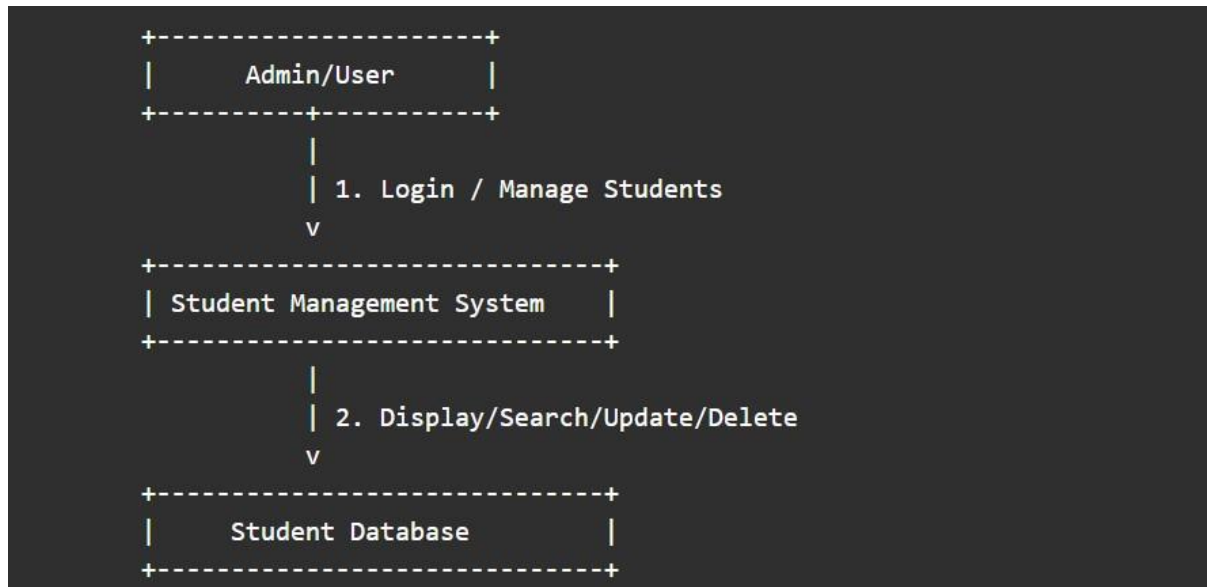 +-----------------------+
|      Admin/User      |
+----------+-----------+
|
| 1. Login / Manage Students
v
+------------------------------+
| Student Management System    |
+------------------------------+
|
| 2. Display/Search/Update/Delete
v
+------------------------------+
|     Student Database         |
+------------------------------+